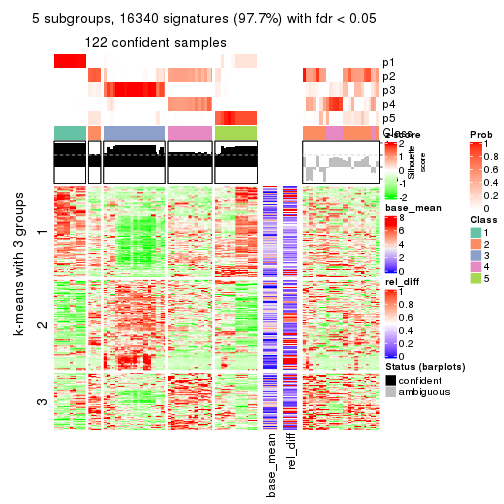 5 subgroups, 16340 signatures (97.7%) with fdr < 0.05
122 confident samples
p1
p2
p3
p4
p5
Class
z-score
2
1
0
-1
-2
Silhouette
score
Prob
1
0.8
0.6
0.4
0.2
0
base_mean
8
6
4
2
0
Class
1
2
3
4
5
rel_diff
1
0.8
0.6
0.4
0.2
0
Status (barplots)
confident
ambiguous
k-means with 3 groups
1
2
3
base_mean
rel_diff